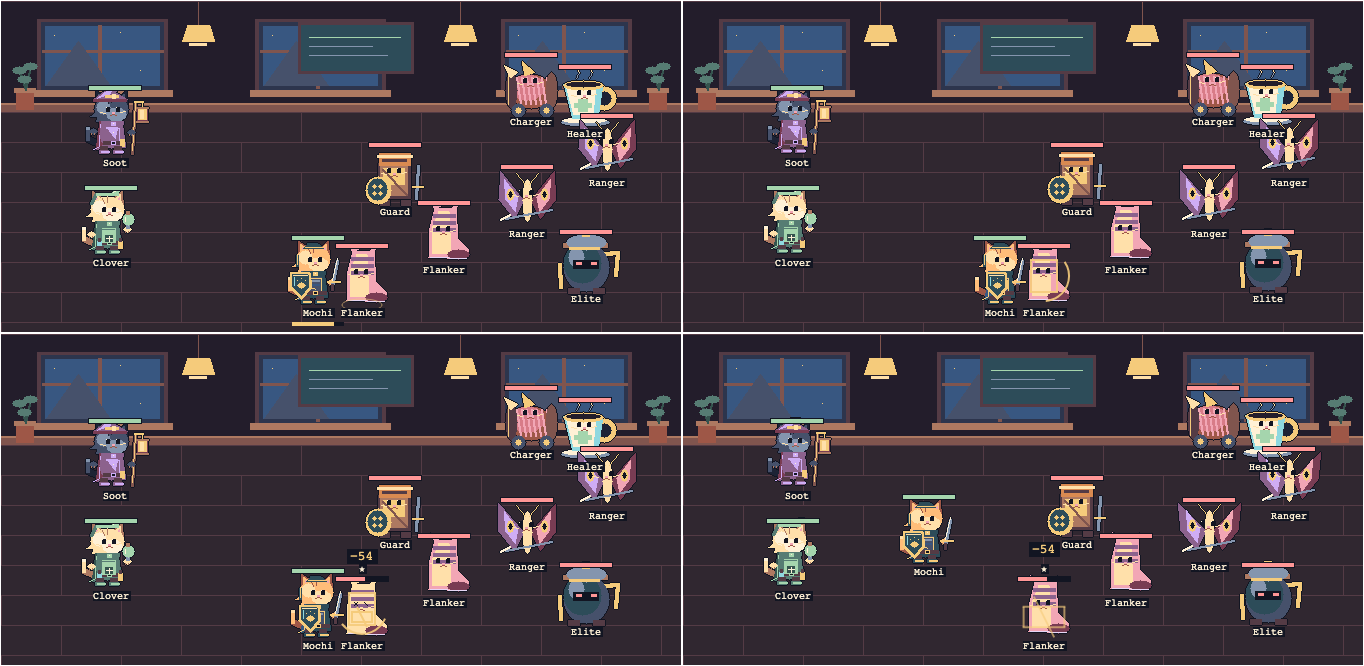 Charger
Healer
Soot
Ranger
Guard
Ranger
Clover
Flanker
Elite
Mochi Flanker
Charger
Healer
Soot
Ranger
Guard
Ranger
Clover
Flanker
Elite
Mochi Flanker
Charger
Healer
Soot
Ranger
Guard
-54
Ranger
Clover
Flanker
Elite
Mochi Flanker
Charger
Healer
Soot
Ranger
-54 Guard
Ranger
Mochi
Clover
Flanker
Elite
Flanker